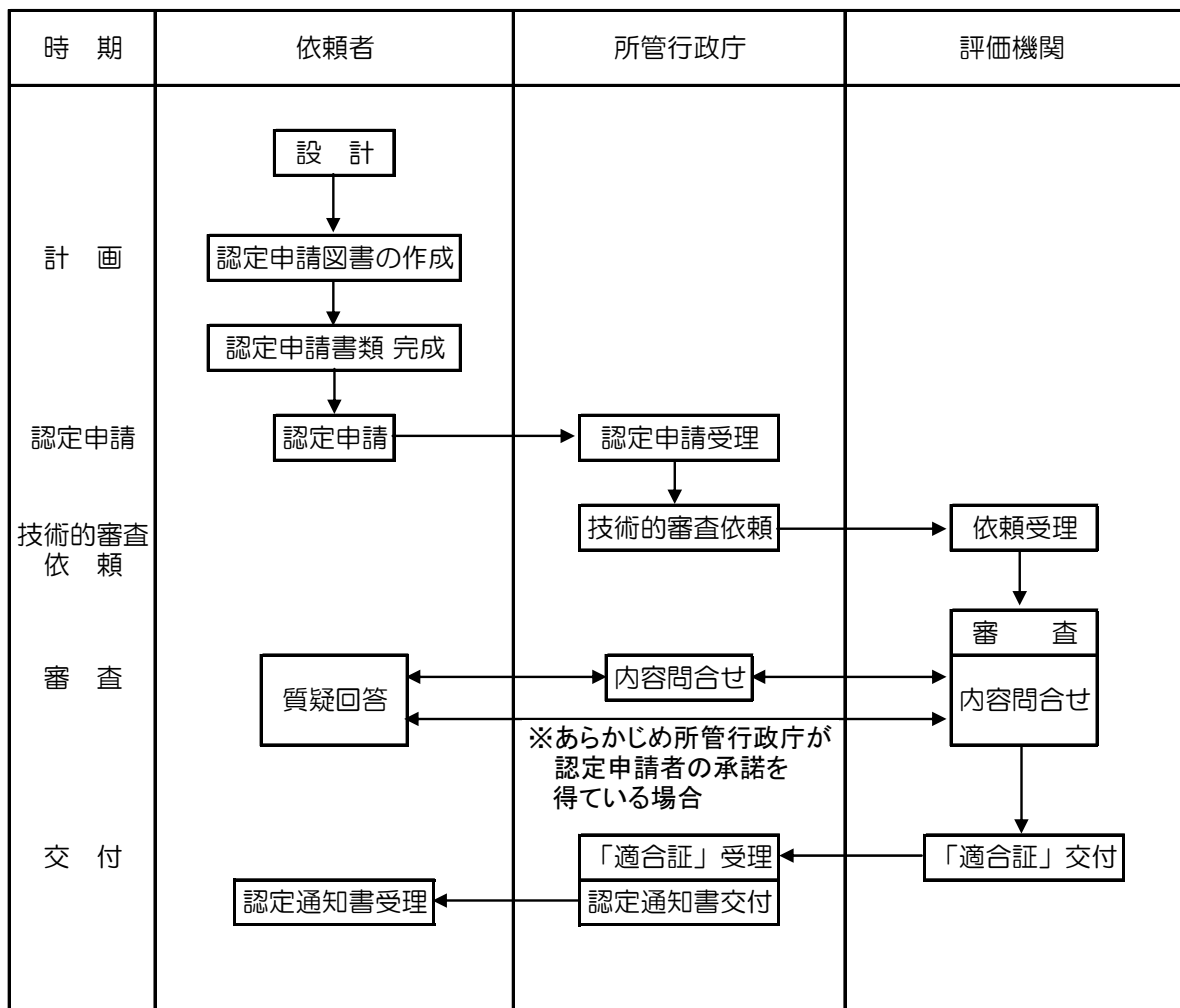 時　期
依頼者
所管行政庁
評価機関
設　計
計　画
認定申請図書の作成
認定申請書類 完成
認定申請
認定申請
認定申請受理
技術的審査
依　頼
技術的審査依頼
依頼受理
審　査
質疑回答
内容問合せ
審　　査
内容問合せ
※あらかじめ所管行政庁が
認定申請者の承諾を
得ている場合
交　付
「適合証」受理
「適合証」交付
認定通知書受理
認定通知書交付